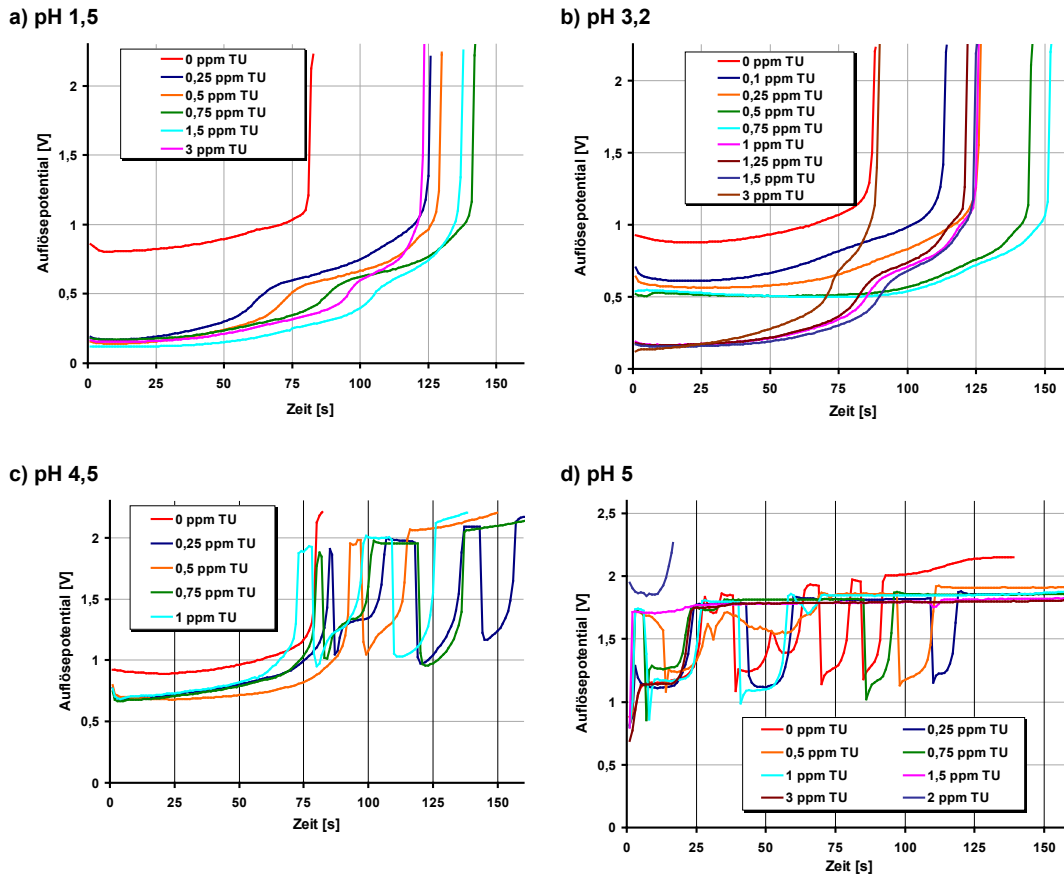 a) pH 1,5
Auflösepotential [V]
2
1,5
1
0,5
0
0 ppm TU
0,25 ppm TU
0,5 ppm TU
0,75 ppm TU
1,5 ppm TU
3 ppm TU
0 25 50 75 100 125 150
Zeit [s]
b) pH 3,2
Auflösepotential [V]
2
1,5
1
0,5
0
0 ppm TU
0,1 ppm TU
0,25 ppm TU
0,5 ppm TU
0,75 ppm TU
1 ppm TU
1,25 ppm TU
1,5 ppm TU
3 ppm TU
0 25 50 75 100 125 150
Zeit [s]
c) pH 4,5
Auflösepotential [V]
2
1,5
1
0,5
0
0 ppm TU
0,25 ppm TU
0,5 ppm TU
0,75 ppm TU
1 ppm TU
0 25 50 75 100 125 150
Zeit [s]
d) pH 5
Auflösepotential [V]
2,5
2
1,5
1
0,5
0
0 ppm TU 0,25 ppm TU
0,5 ppm TU 0,75 ppm TU
1 ppm TU 1,5 ppm TU
3 ppm TU 2 ppm TU
0 25 50 75 100 125 150
Zeit [s]